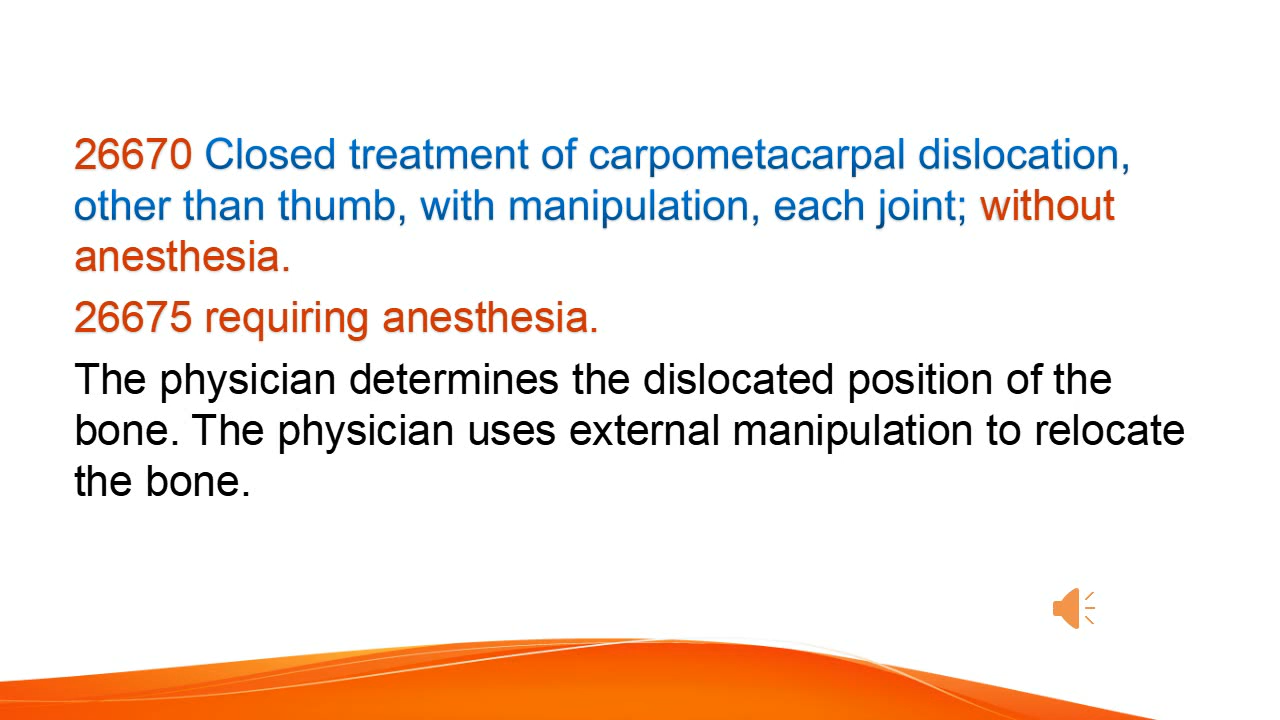 26670 Closed treatment of carpometacarpal dislocation,
other than thumb, with manipulation, each joint; without
anesthesia.
26675 requiring anesthesia.
The physician determines the dislocated position of the
bone. The physician uses external manipulation to relocate
the bone.